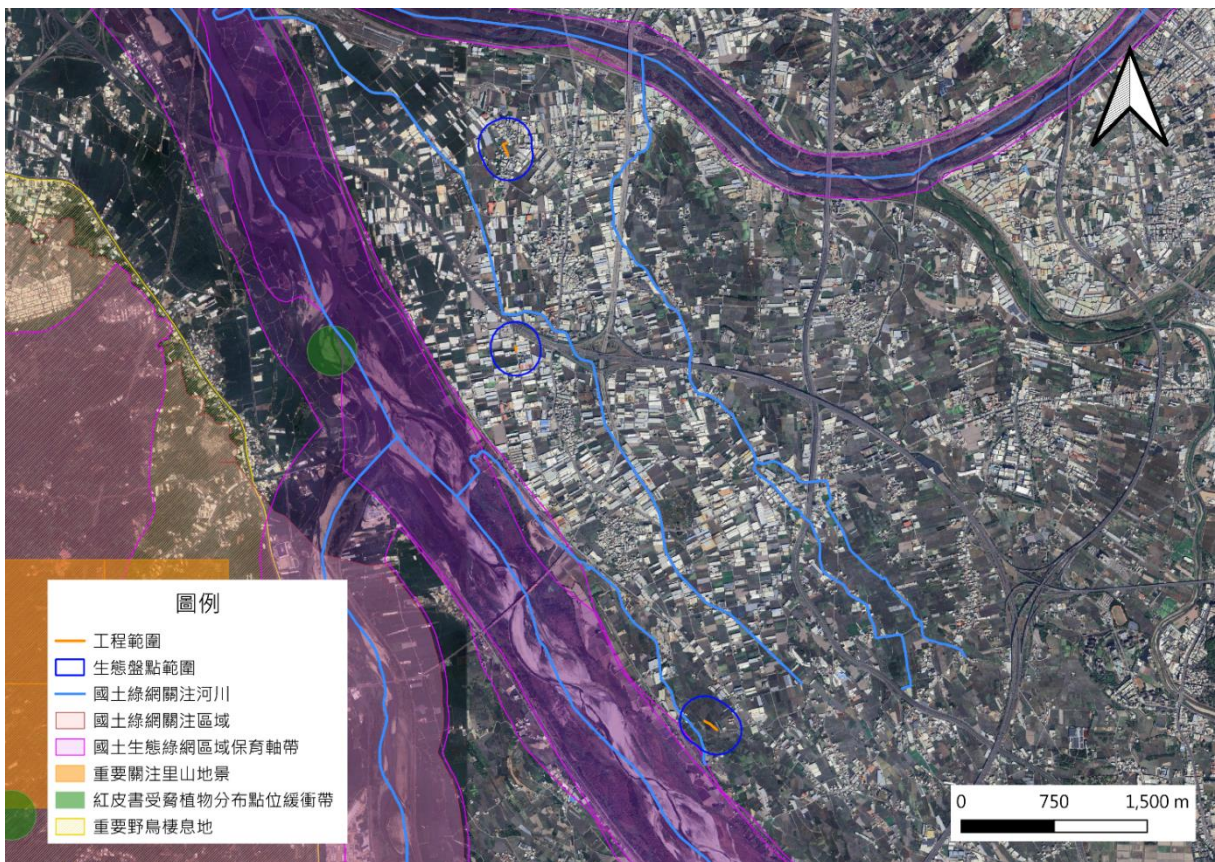 圖例
工程範圍
生態盤點範圍
國土綠網關注河川
國土綠網關注區域
國土生態綠網區域保育軸帶
重要關注里山地景
紅皮書受脅植物分布點位緩衝帶
重要野鳥棲息地
0 750 1,500 m